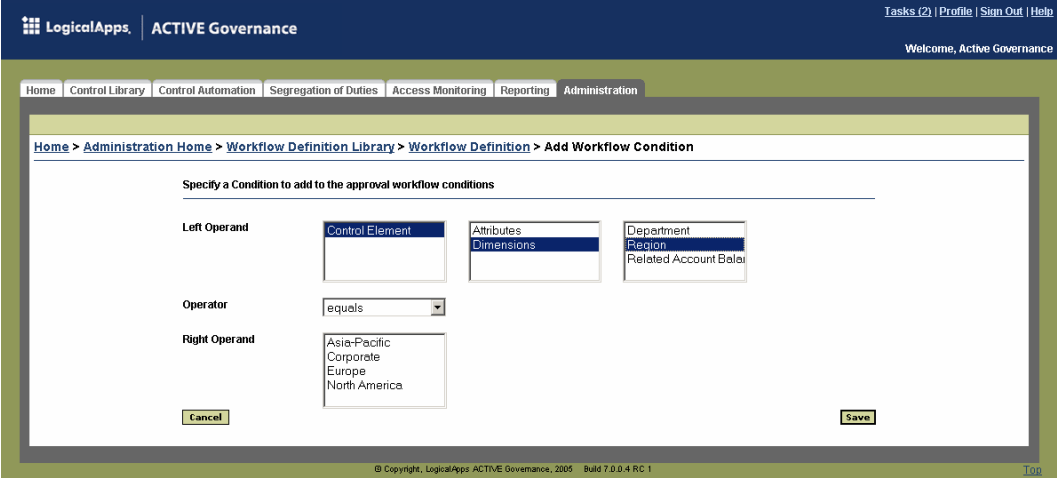 Tasks (2) | Profile | Sign Out | Help
LogicalApps. ACTIVE Governance
Welcome, Active Governance
Home Control Library Control Automation Segregation of Duties Access Monitoring Reporting Administration
Home > Administration Home > Workflow Definition Library > Workflow Definition > Add Workflow Condition
Specify a Condition to add to the approval workflow conditions
Left Operand Control Element Attributes Department
Dimensions Region
Related Account Balan
Operator equals
Right Operand Asia-Pacific
Corporate
Europe
North America
Cancel Save
© Copyright, LogicalApps ACTIVE Governance, 2005 Build 7.0.0.4 RC 1
Top